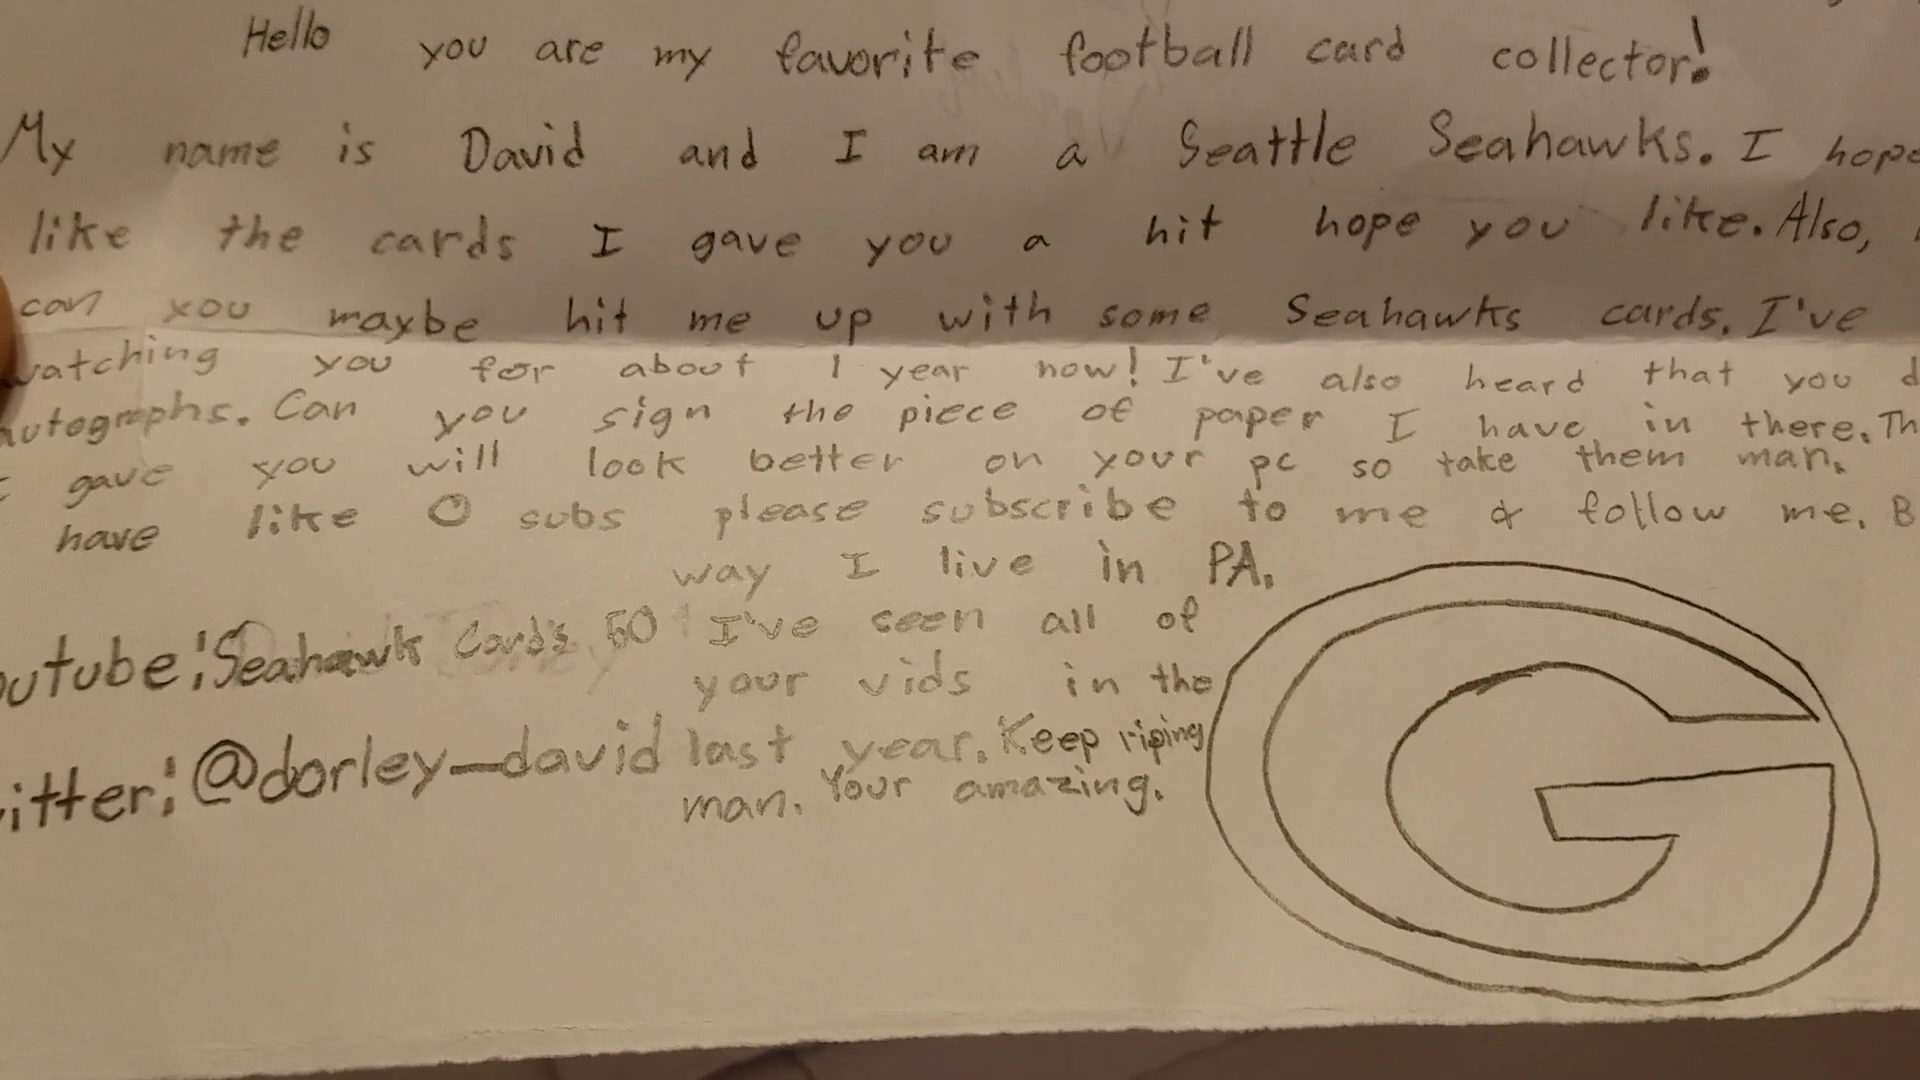 Hello you are my favorite football card collector!
My name is David and I am a Seattle Seahawks. I hope
like the cards I gave you a hit hope you like. Also,
can you maybe hit me up with some Seahawks cards. I've
watching you for about 1 year now! I've also heard that you d
autographs. Can you sign the piece of paper I have in there. Th
gave you will look better on your pc so take them man.
have like 0 subs please subscribe to me & follow me. B
way I live in PA.
outube: Seahawk Cards 50
I've seen all of
your vids in the
itter: @dorley_david
last year. Keep riping
man. Your amazing.
G